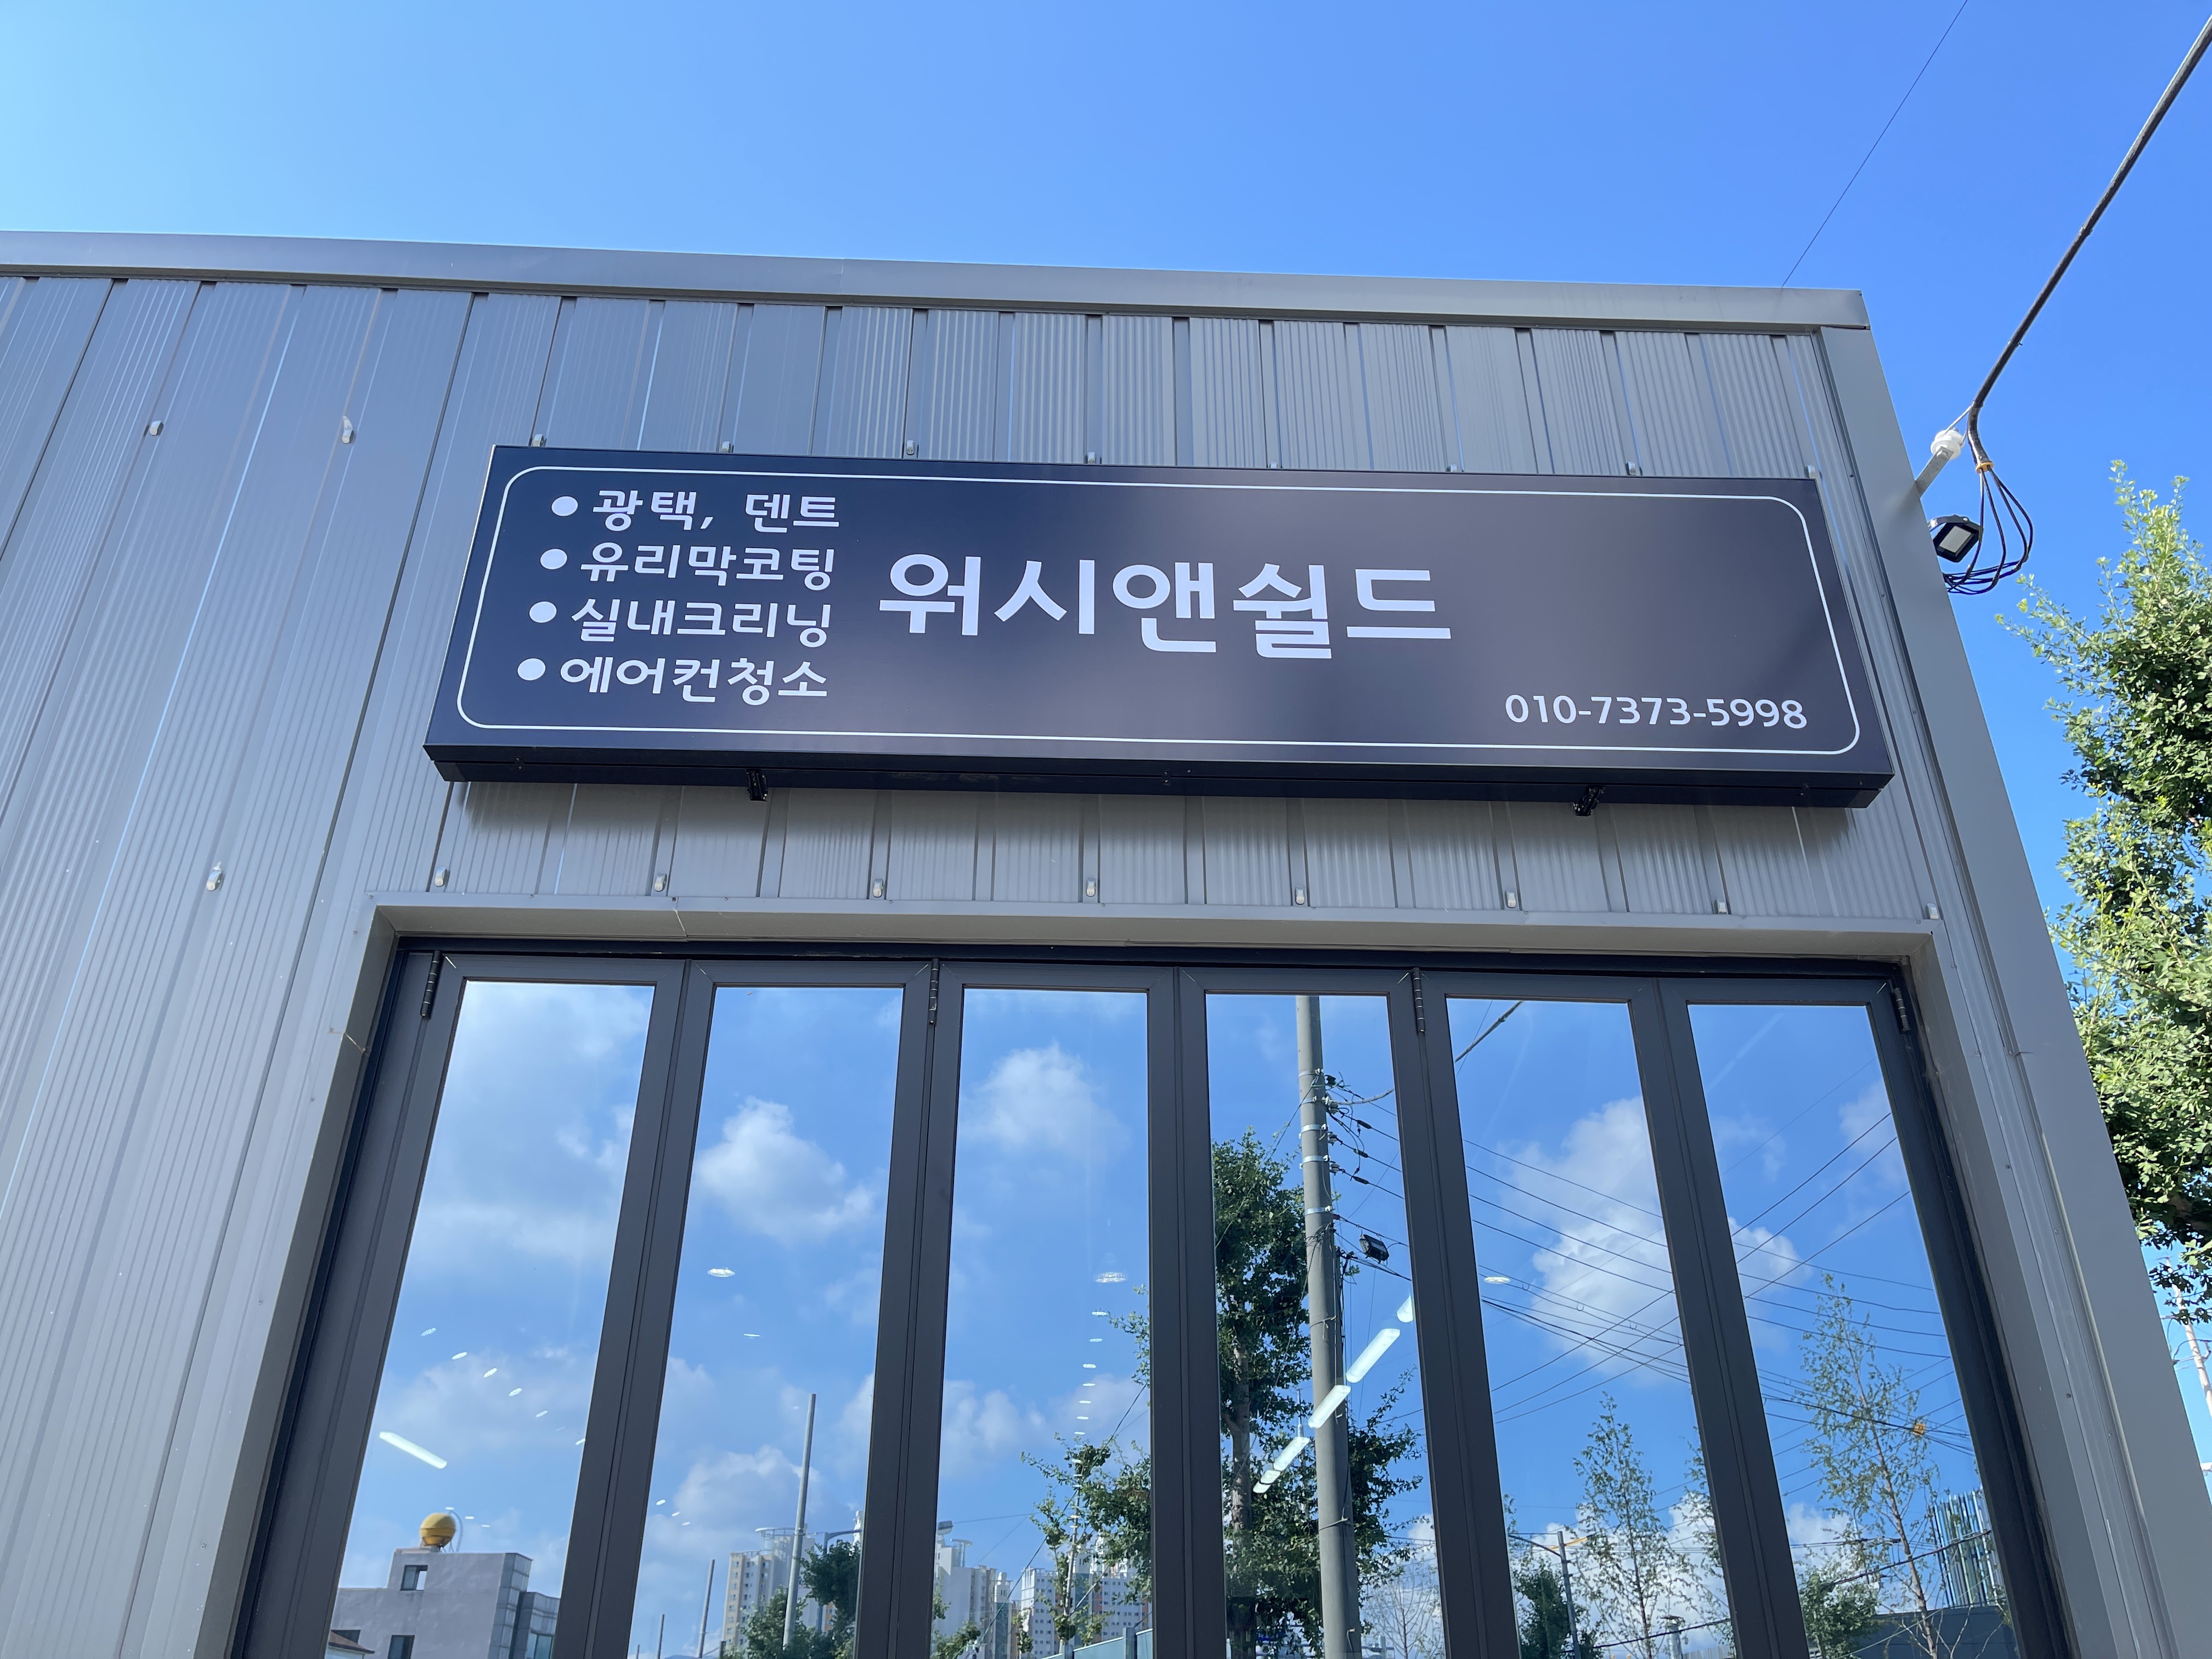 ● 광택, 덴트
● 유리막코팅
● 실내크리닝
● 에어컨청소
워시앤쉴드
010-7373-5998